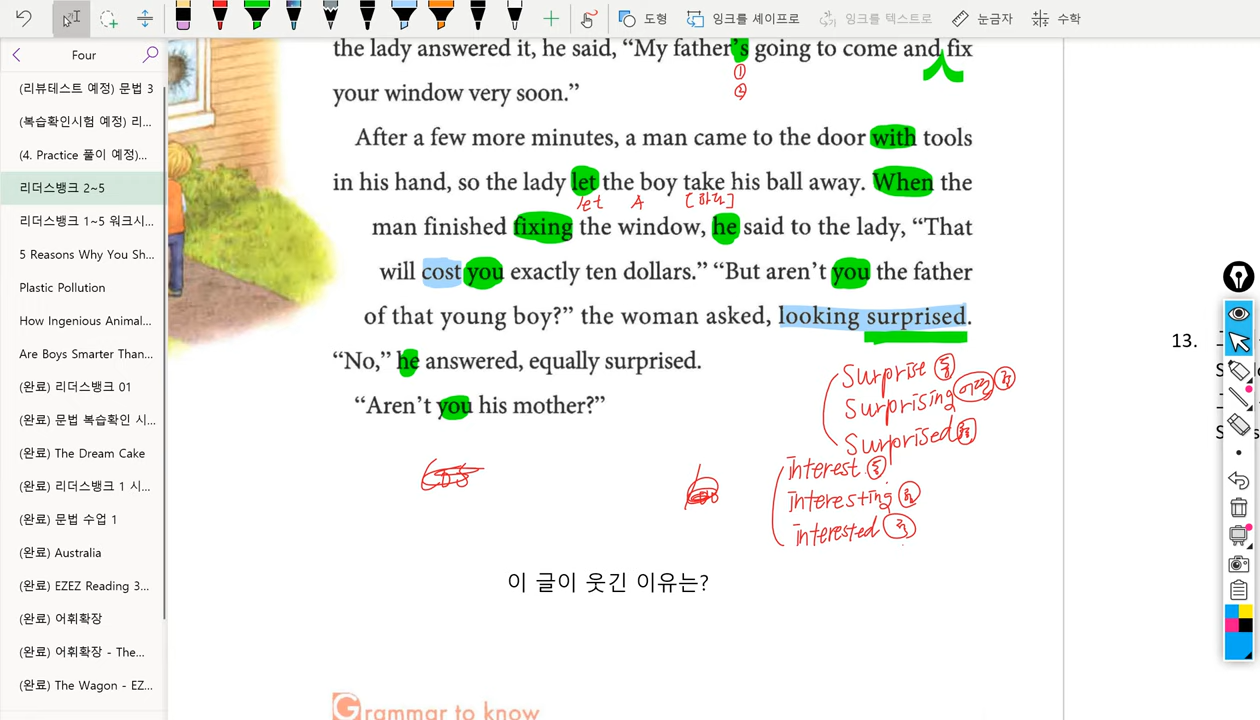 도형
잉크를 셰이프로
잉크를 텍스트로
눈금자
수학
Four
(리뷰테스트 예정) 문법 3
(복습확인시험 예정) 리...
(4. Practice 풀이 예정)...
리더스뱅크 2~5
리더스뱅크 1~5 워크시...
5 Reasons Why You Sh...
Plastic Pollution
How Ingenious Animal...
Are Boys Smarter Than...
(완료) 리더스뱅크 01
(완료) 문법 복습확인 시...
(완료) The Dream Cake
(완료) 리더스뱅크 1 시...
(완료) 문법 수업 1
(완료) Australia
(완료) EZEZ Reading 3...
(완료) 어휘확장
(완료) 어휘확장 - The...
(완료) The Wagon - EZ...
the lady answered it, he said, “My father's going to come and fix
①
②
your window very soon.”
After a few more minutes, a man came to the door with tools
in his hand, so the lady let the boy take his ball away. When the
let A [하다]
man finished fixing the window, he said to the lady, “That
will cost you exactly ten dollars.” “But aren't you the father
of that young boy?” the woman asked, looking surprised.
“No,” he answered, equally surprised.
“Aren't you his mother?”
Surprise 동
Surprising
Surprised
interest 동
interesting
interested
이 글이 웃긴 이유는?
Grammar to know
13.